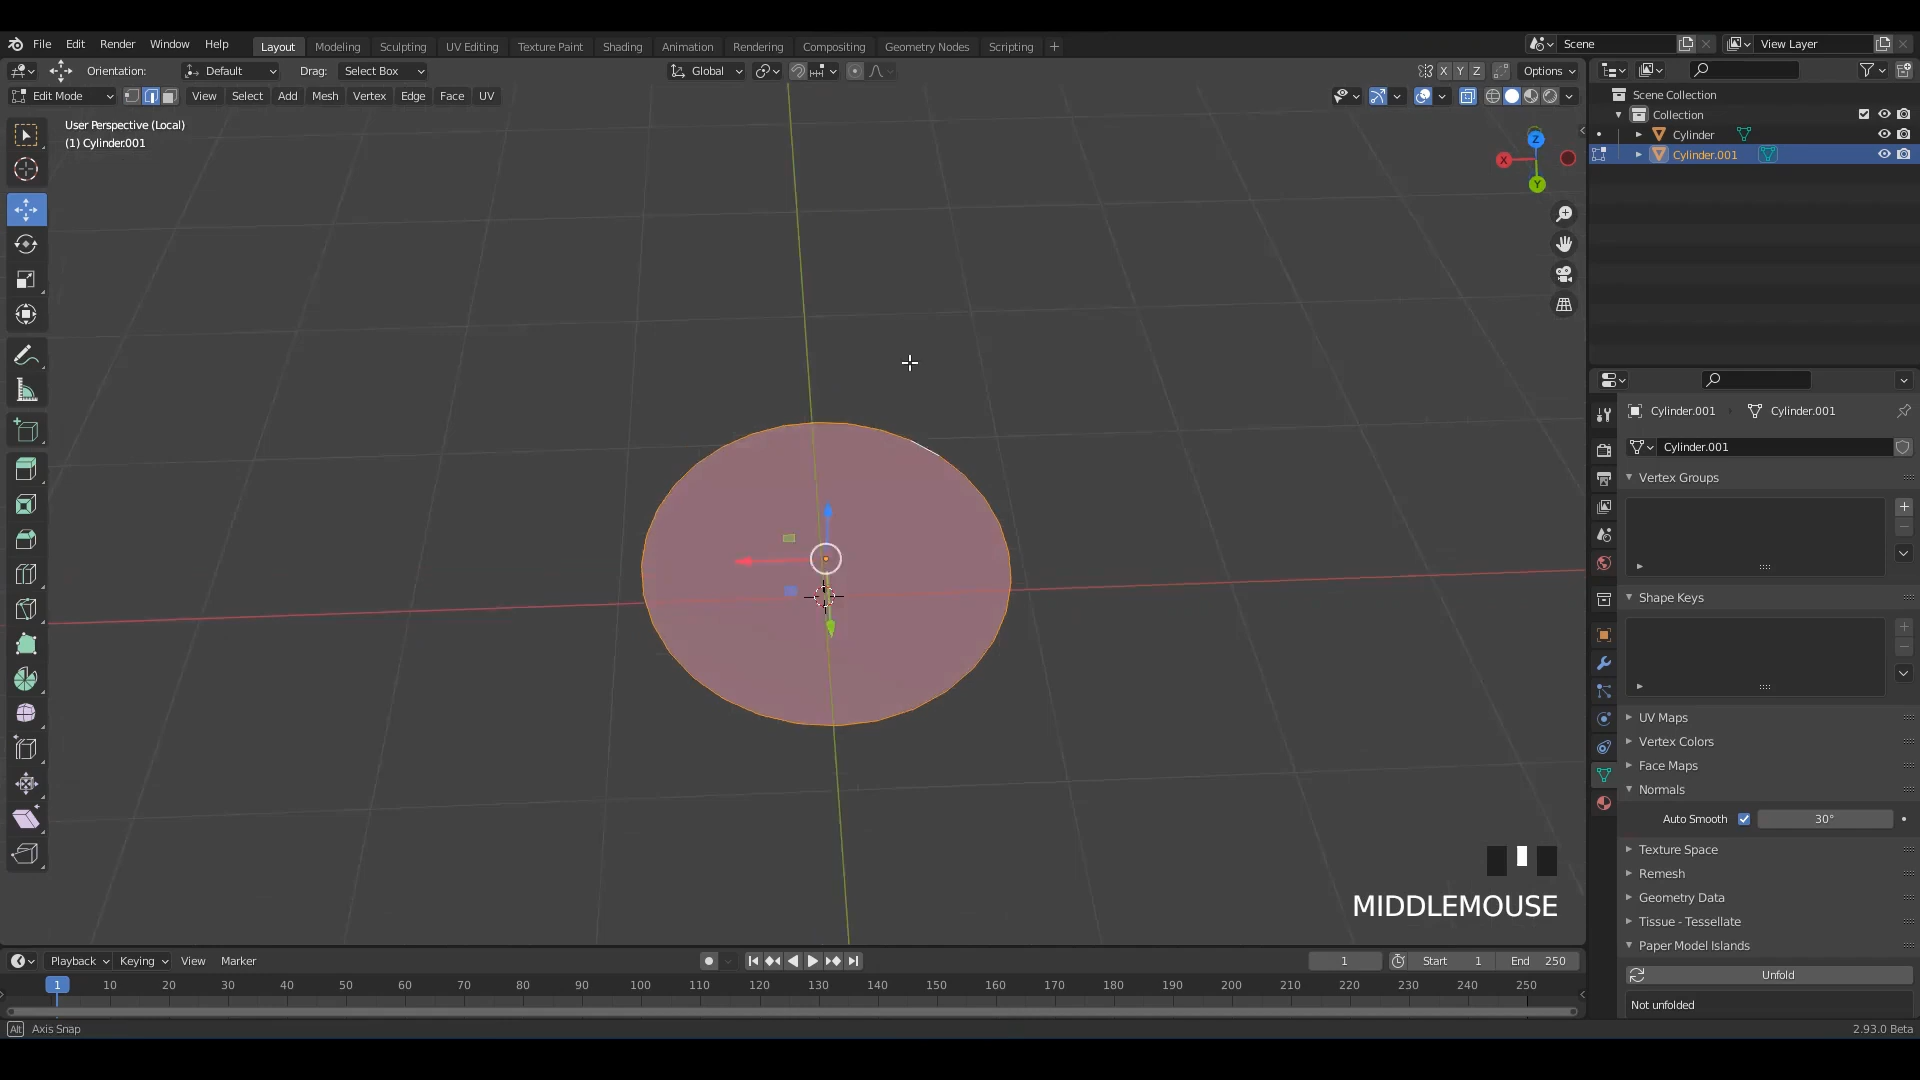 File Edit Render Window Help Layout Modeling Sculpting UV Editing Texture Paint Shading Animation Rendering Compositing Geometry Nodes Scripting + Scene View Layer
Orientation: Default Drag: Select Box Global X Y Z Options
Edit Mode View Select Add Mesh Vertex Edge Face UV
User Perspective (Local)
(1) Cylinder.001
Z
X
Y
Scene Collection
Collection
Cylinder
Cylinder.001
Cylinder.001 Cylinder.001
Cylinder.001
Vertex Groups
Shape Keys
UV Maps
Vertex Colors
Face Maps
Normals
Auto Smooth 30°
Texture Space
Remesh
Geometry Data
Tissue - Tessellate
Paper Model Islands
Unfold
Not unfolded
MIDDLEMOUSE
Playback Keying View Marker 1 Start 1 End 250
1 10 20 30 40 50 60 70 80 90 100 110 120 130 140 150 160 170 180 190 200 210 220 230 240 250
Alt Axis Snap 2.93.0 Beta